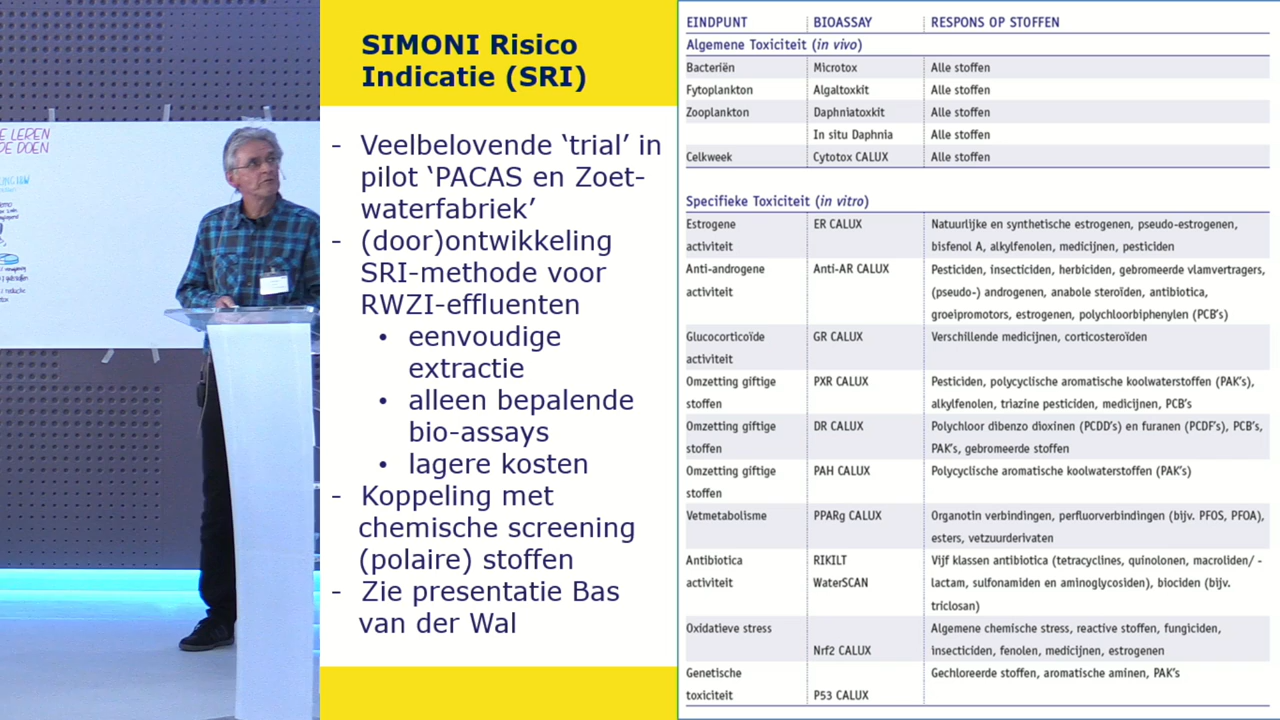 E LEREN
DE DOEN
SIMONI Risico
Indicatie (SRI)
- Veelbelovende ‘trial’ in
pilot ‘PACAS en Zoet-
waterfabriek’
- (door)ontwikkeling
SRI-methode voor
RWZI-effluenten
• eenvoudige
extractie
• alleen bepalende
bio-assays
• lagere kosten
- Koppeling met
chemische screening
(polaire) stoffen
- Zie presentatie Bas
van der Wal
EINDPUNT BIOASSAY RESPONS OP STOFFEN
Algemene Toxiciteit (in vivo)
Bacteriën Microtox Alle stoffen
Fytoplankton Algaltoxkit Alle stoffen
Zooplankton Daphniatoxkit Alle stoffen
In situ Daphnia Alle stoffen
Celkweek Cytotox CALUX Alle stoffen
Specifieke Toxiciteit (in vitro)
Estrogene ER CALUX Natuurlijke en synthetische estrogenen, pseudo-estrogenen,
activiteit bisfenol A, alkylfenolen, medicijnen, pesticiden
Anti-androgene Anti-AR CALUX Pesticiden, insecticiden, herbiciden, gebromeerde vlamvertragers,
activiteit (pseudo-) androgenen, anabole steroïden, antibiotica,
groeipromotors, estrogenen, polychloorbiphenylen (PCB’s)
Glucocorticoïde GR CALUX Verschillende medicijnen, corticosteroïden
activiteit
Omzetting giftige PXR CALUX Pesticiden, polycyclische aromatische koolwaterstoffen (PAK’s),
stoffen alkylfenolen, triazine pesticiden, medicijnen, PCB’s
Omzetting giftige DR CALUX Polychloor dibenzo dioxinen (PCDD’s) en furanen (PCDF’s), PCB’s,
stoffen PAK’s, gebromeerde stoffen
Omzetting giftige PAH CALUX Polycyclische aromatische koolwaterstoffen (PAK’s)
stoffen
Vetmetabolisme PPARg CALUX Organotin verbindingen, perfluorverbindingen (bijv. PFOS, PFOA),
esters, vetzuurderivaten
Antibiotica RIKILT Vijf klassen antibiotica (tetracyclines, quinolonen, macroliden/ -
activiteit WaterSCAN lactam, sulfonamiden en aminoglycosiden), biociden (bijv.
triclosan)
Oxidatieve stress Algemene chemische stress, reactive stoffen, fungiciden,
Nrf2 CALUX insecticiden, fenolen, medicijnen, estrogenen
Genetische Gechloreerde stoffen, aromatische aminen, PAK’s
toxiciteit P53 CALUX